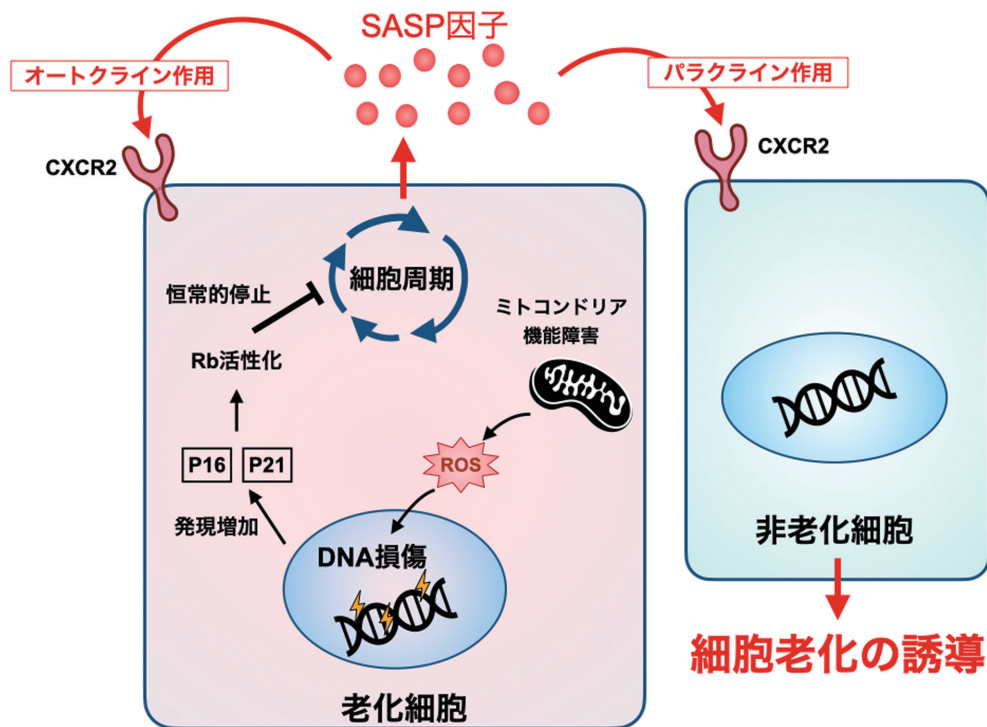 SASP因子
オートクライン作用
パラクライン作用
CXCR2
CXCR2
細胞周期
恒常的停止
ミトコンドリア
機能障害
Rb活性化
P16 P21
ROS
発現増加
DNA損傷
老化細胞
非老化細胞
細胞老化の誘導